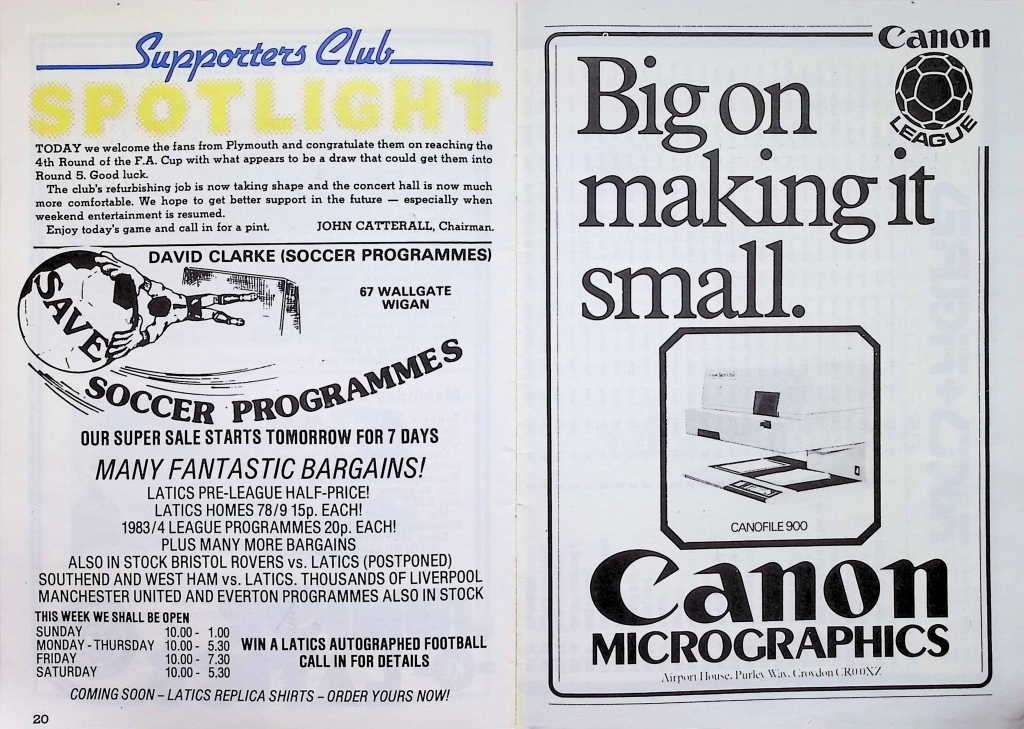 Supporters Club
SPOTLIGHT
TODAY we welcome the fans from Plymouth and congratulate them on reaching the
4th Round of the F.A. Cup with what appears to be a draw that could get them into
Round 5. Good luck.
The club's refurbishing job is now taking shape and the concert hall is now much
more comfortable. We hope to get better support in the future — especially when
weekend entertainment is resumed.
Enjoy today's game and call in for a pint. JOHN CATTERALL, Chairman.
DAVID CLARKE (SOCCER PROGRAMMES)
67 WALLGATE
WIGAN
SAVE
SOCCER PROGRAMMES
OUR SUPER SALE STARTS TOMORROW FOR 7 DAYS
MANY FANTASTIC BARGAINS!
LATICS PRE-LEAGUE HALF-PRICE!
LATICS HOMES 78/9 15p. EACH!
1983/4 LEAGUE PROGRAMMES 20p. EACH!
PLUS MANY MORE BARGAINS
ALSO IN STOCK BRISTOL ROVERS vs. LATICS (POSTPONED)
SOUTHEND AND WEST HAM vs. LATICS. THOUSANDS OF LIVERPOOL
MANCHESTER UNITED AND EVERTON PROGRAMMES ALSO IN STOCK
THIS WEEK WE SHALL BE OPEN
SUNDAY 10.00 - 1.00
MONDAY - THURSDAY 10.00 - 5.30
FRIDAY 10.00 - 7.30
SATURDAY 10.00 - 5.30
WIN A LATICS AUTOGRAPHED FOOTBALL
CALL IN FOR DETAILS
COMING SOON – LATICS REPLICA SHIRTS – ORDER YOURS NOW!
20
Canon
LEAGUE
Big on
making it
small.
CANOFILE 900
Canon
MICROGRAPHICS
Airport House, Purley Way, Croydon CR0 0XZ